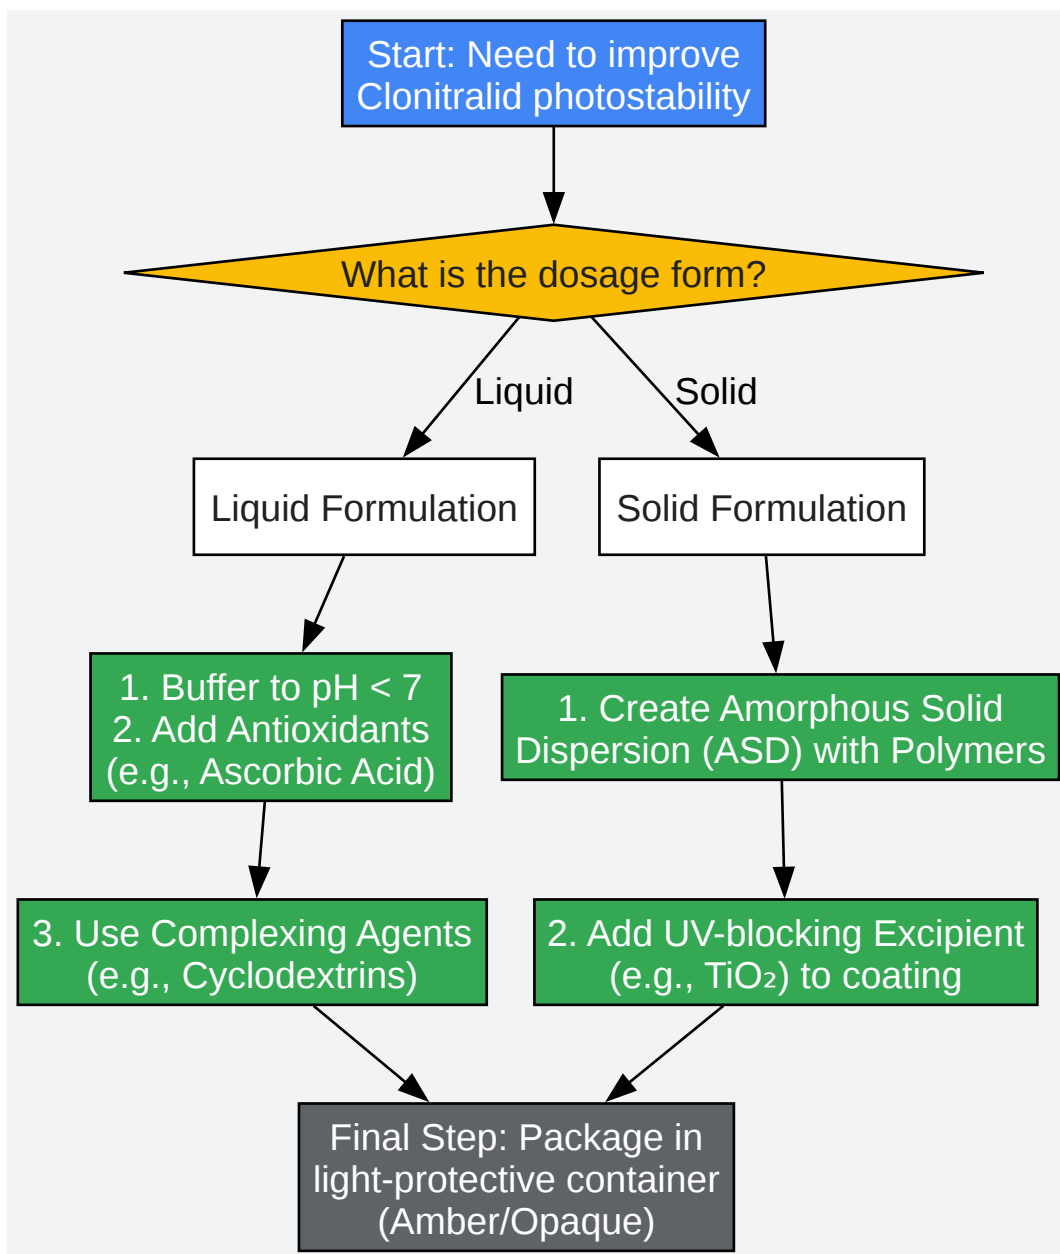 Start: Need to improve
Clonitralid photostability
What is the dosage form?
Liquid
Solid
Liquid Formulation
Solid Formulation
1. Buffer to pH < 7
2. Add Antioxidants
(e.g., Ascorbic Acid)
1. Create Amorphous Solid
Dispersion (ASD) with Polymers
3. Use Complexing Agents
(e.g., Cyclodextrins)
2. Add UV-blocking Excipient
(e.g., TiO₂) to coating
Final Step: Package in
light-protective container
(Amber/Opaque)